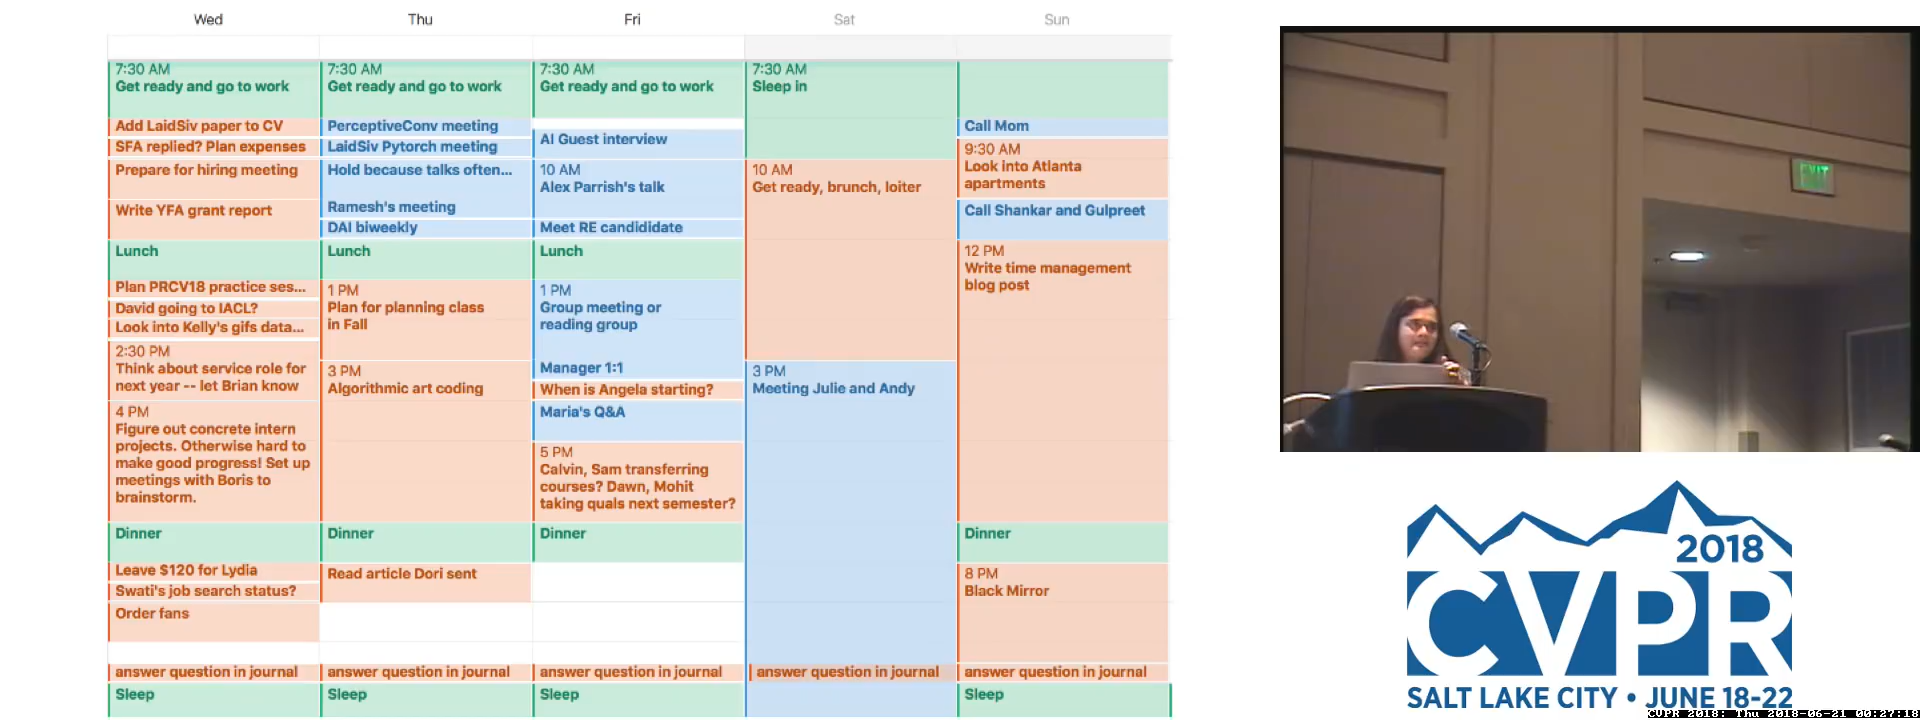 Wed
Thu
Fri
Sat
Sun
7:30 AM
Get ready and go to work
Add LaidSiv paper to CV
SFA replied? Plan expenses
Prepare for hiring meeting
Write YFA grant report
Lunch
Plan PRCV18 practice ses...
David going to IACL?
Look into Kelly's gifs data...
2:30 PM
Think about service role for
next year -- let Brian know
4 PM
Figure out concrete intern
projects. Otherwise hard to
make good progress! Set up
meetings with Boris to
brainstorm.
Dinner
Leave $120 for Lydia
Swati's job search status?
Order fans
answer question in journal
Sleep
7:30 AM
Get ready and go to work
PerceptiveConv meeting
LaidSiv Pytorch meeting
Hold because talks often...
Ramesh's meeting
DAI biweekly
Lunch
1 PM
Plan for planning class
in Fall
3 PM
Algorithmic art coding
Dinner
Read article Dori sent
answer question in journal
Sleep
7:30 AM
Get ready and go to work
AI Guest interview
10 AM
Alex Parrish's talk
Meet RE candididate
Lunch
1 PM
Group meeting or
reading group
Manager 1:1
When is Angela starting?
Maria's Q&A
5 PM
Calvin, Sam transferring
courses? Dawn, Mohit
taking quals next semester?
Dinner
answer question in journal
Sleep
7:30 AM
Sleep in
10 AM
Get ready, brunch, loiter
3 PM
Meeting Julie and Andy
answer question in journal
Call Mom
9:30 AM
Look into Atlanta
apartments
Call Shankar and Gulpreet
12 PM
Write time management
blog post
Dinner
8 PM
Black Mirror
answer question in journal
Sleep
EXIT
2018
CVPR
SALT LAKE CITY • JUNE 18-22
CVPR 2018: Thu 2018-06-21 00:27:18